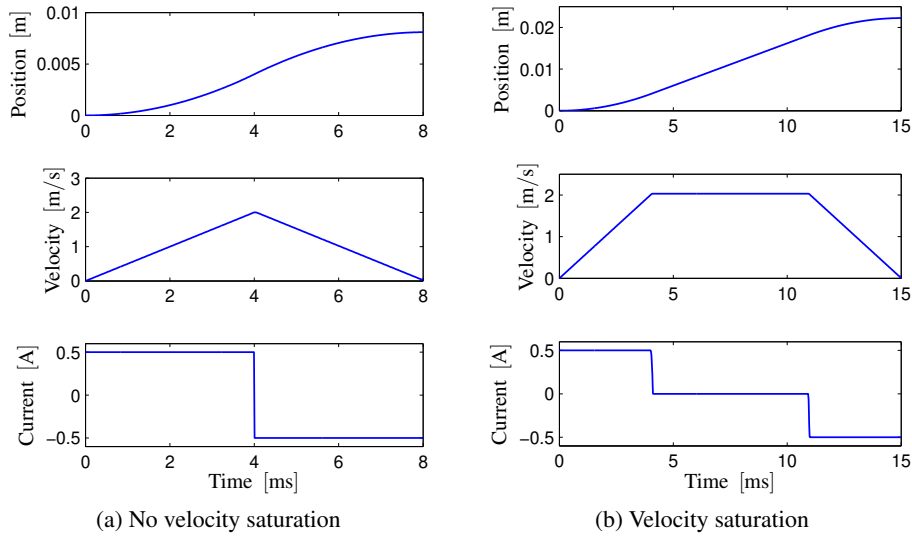 0.01
0.005
0
Position [m]
0 2 4 6 8
3
2
1
0
Velocity [m/s]
0 2 4 6 8
0.5
0
−0.5
Current [A]
0 2 4 6 8
Time [ms]
(a) No velocity saturation
0.02
0.01
0
Position [m]
0 5 10 15
2
1
0
Velocity [m/s]
0 5 10 15
0.5
0
−0.5
Current [A]
0 5 10 15
Time [ms]
(b) Velocity saturation